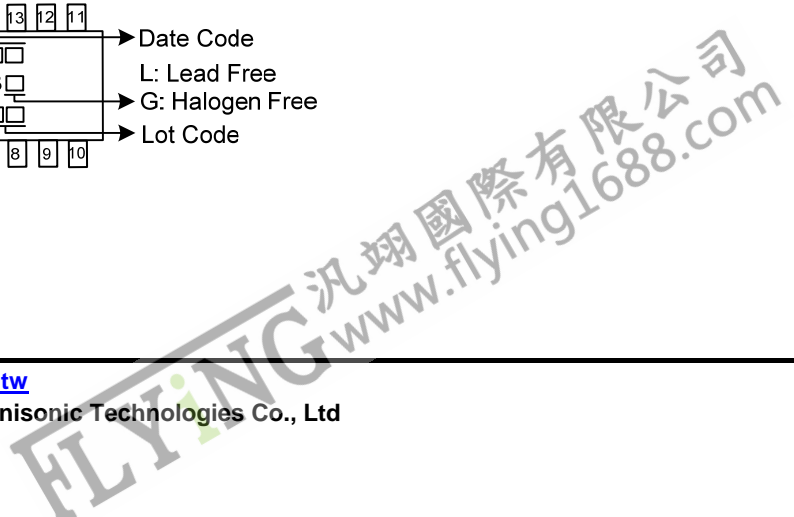 13 12 11
Date Code
L: Lead Free
G: Halogen Free
Lot Code
8 9 10
汎翊國際有限公司
FLYiNG www.flying1688.com
tw
nisonic Technologies Co., Ltd